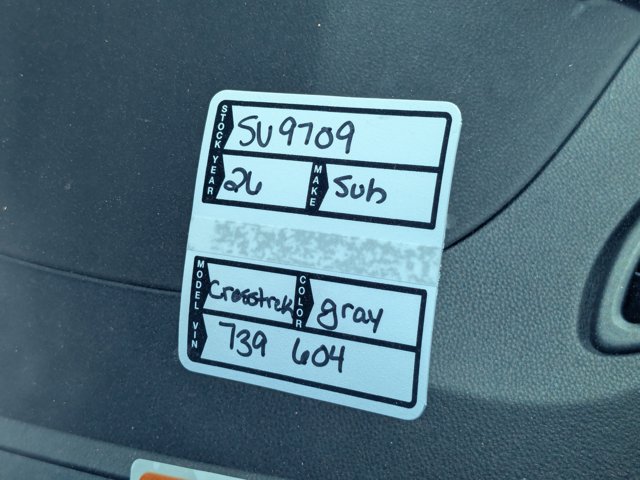 STOCK SU9709
YEAR 26 MAKE Sub
MODEL Crosstrek COLOR gray
VIN 739 604